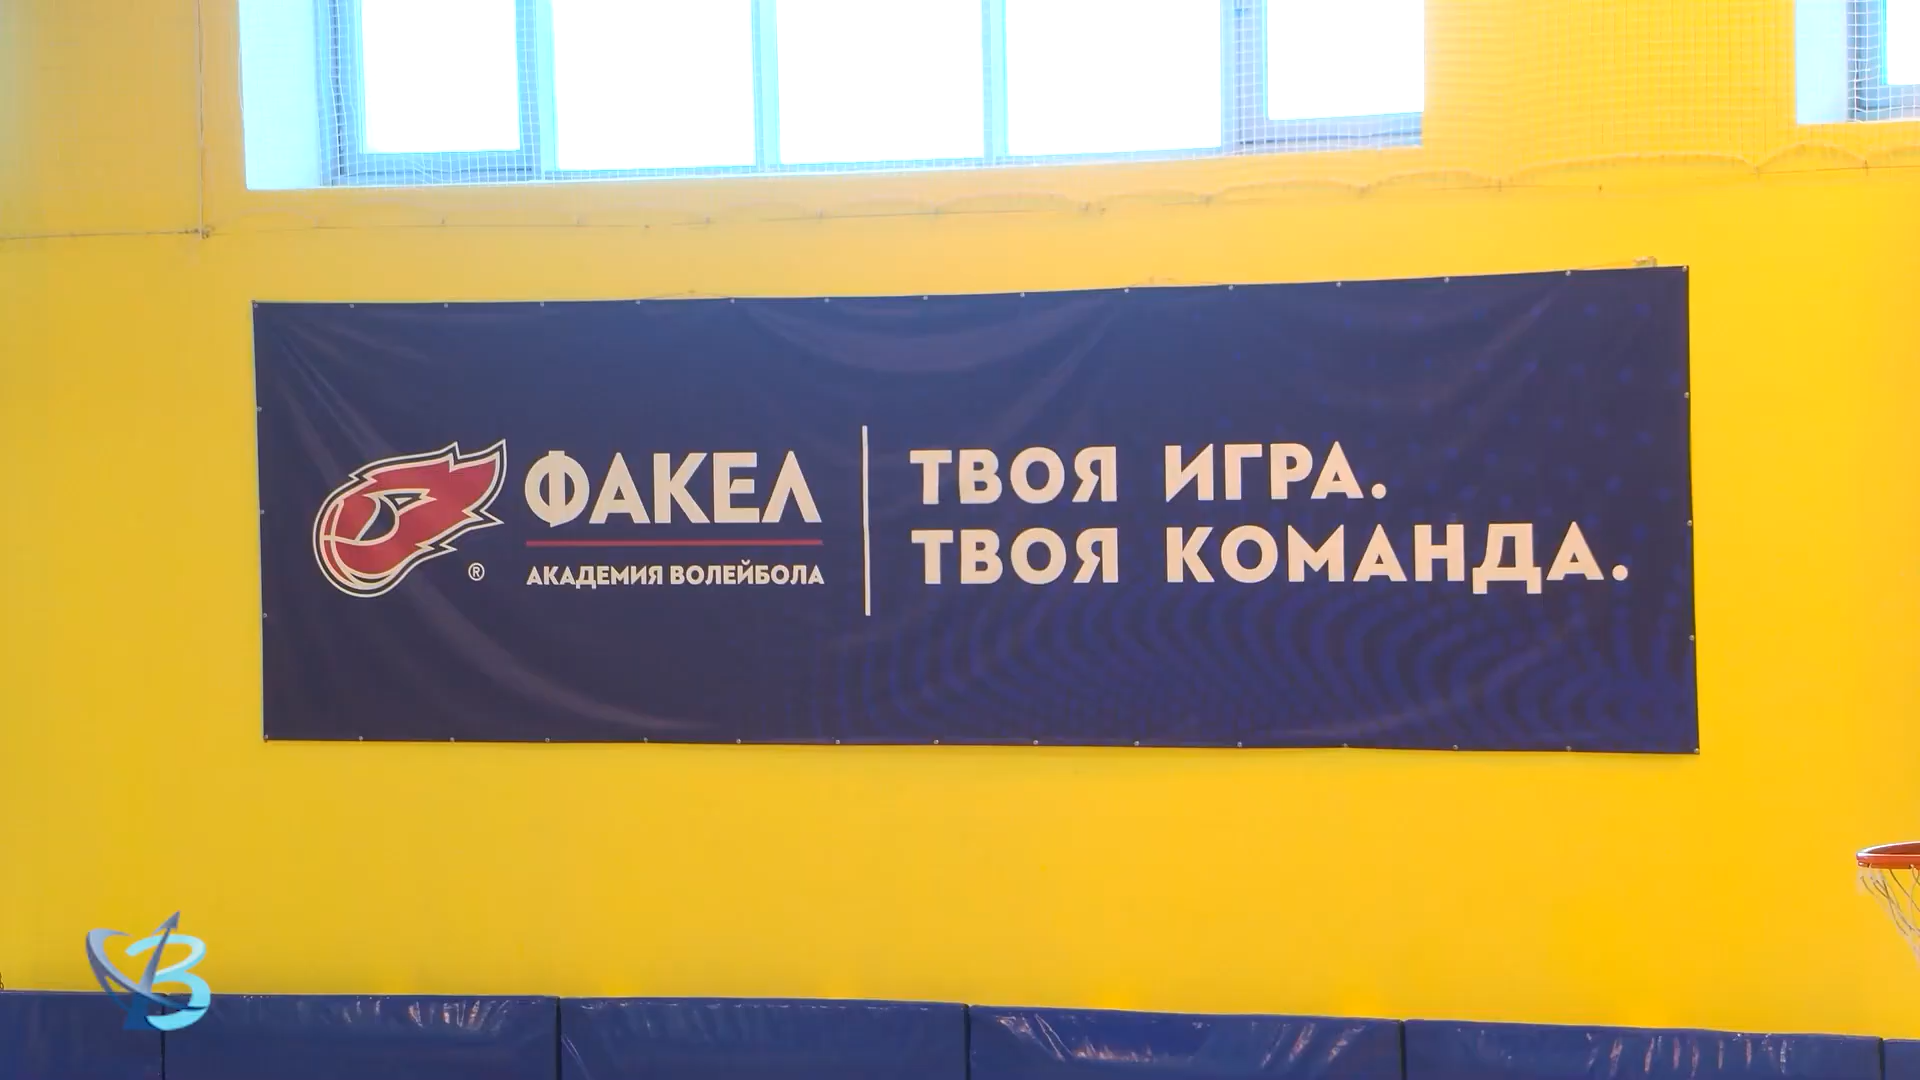 ФАКЕЛ
®
АКАДЕМИЯ ВОЛЕЙБОЛА
ТВОЯ ИГРА.
ТВОЯ КОМАНДА.
В